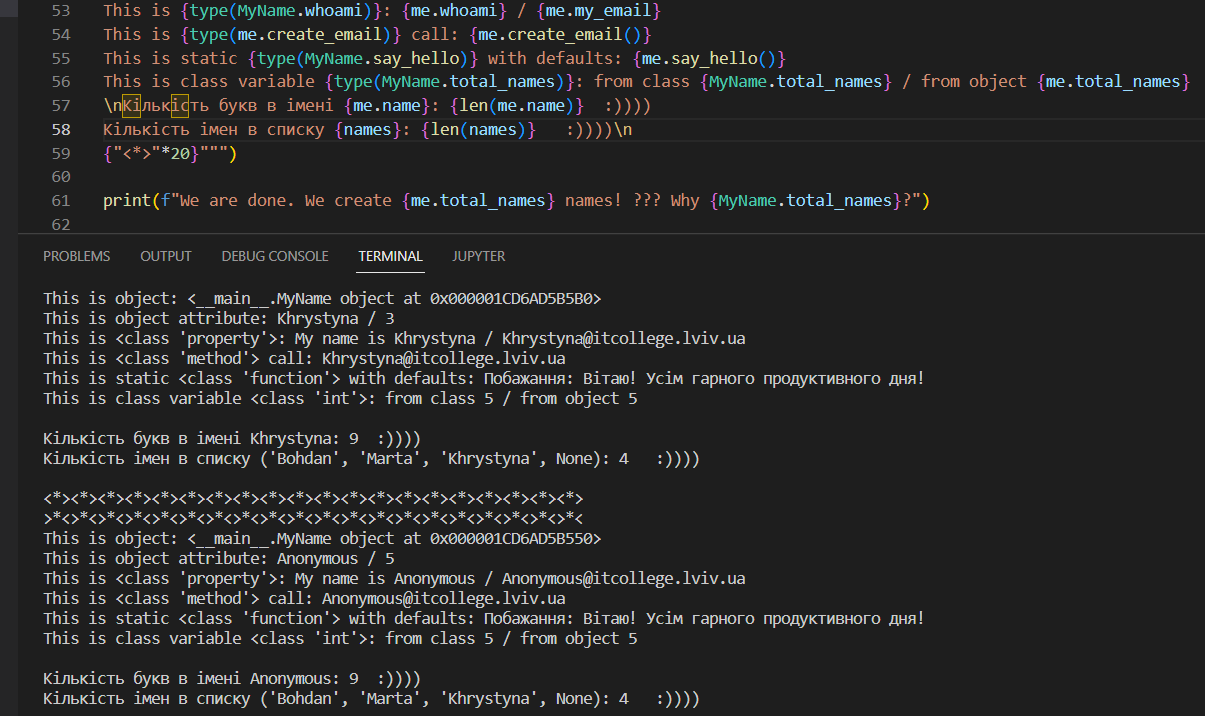 53 This is {type(MyName.whoami)}: {me.whoami} / {me.my_email}
54 This is {type(me.create_email)} call: {me.create_email()}
55 This is static {type(MyName.say_hello)} with defaults: {me.say_hello()}
56 This is class variable {type(MyName.total_names)}: from class {MyName.total_names} / from object {me.total_names}
57 \nКількість букв в імені {me.name}: {len(me.name)}  :))))
58 Кількість імен в списку {names}: {len(names)}   :))))\n
59 {"<*>"*20}""")
60
61 print(f"We are done. We create {me.total_names} names! ??? Why {MyName.total_names}?")
62
PROBLEMS OUTPUT DEBUG CONSOLE TERMINAL JUPYTER
This is object: <__main__.MyName object at 0x000001CD6AD5B5B0>
This is object attribute: Khrystyna / 3
This is <class 'property'>: My name is Khrystyna / Khrystyna@itcollege.lviv.ua
This is <class 'method'> call: Khrystyna@itcollege.lviv.ua
This is static <class 'function'> with defaults: Побажання: Вітаю! Усім гарного продуктивного дня!
This is class variable <class 'int'>: from class 5 / from object 5
Кількість букв в імені Khrystyna: 9  :))))
Кількість імен в списку ('Bohdan', 'Marta', 'Khrystyna', None): 4   :))))
<*><*><*><*><*><*><*><*><*><*><*><*><*><*><*><*><*><*><*><*>
>*<>*<>*<>*<>*<>*<>*<>*<>*<>*<>*<>*<>*<>*<>*<>*<>*<>*<>*<>*<
This is object: <__main__.MyName object at 0x000001CD6AD5B550>
This is object attribute: Anonymous / 5
This is <class 'property'>: My name is Anonymous / Anonymous@itcollege.lviv.ua
This is <class 'method'> call: Anonymous@itcollege.lviv.ua
This is static <class 'function'> with defaults: Побажання: Вітаю! Усім гарного продуктивного дня!
This is class variable <class 'int'>: from class 5 / from object 5
Кількість букв в імені Anonymous: 9  :))))
Кількість імен в списку ('Bohdan', 'Marta', 'Khrystyna', None): 4   :))))